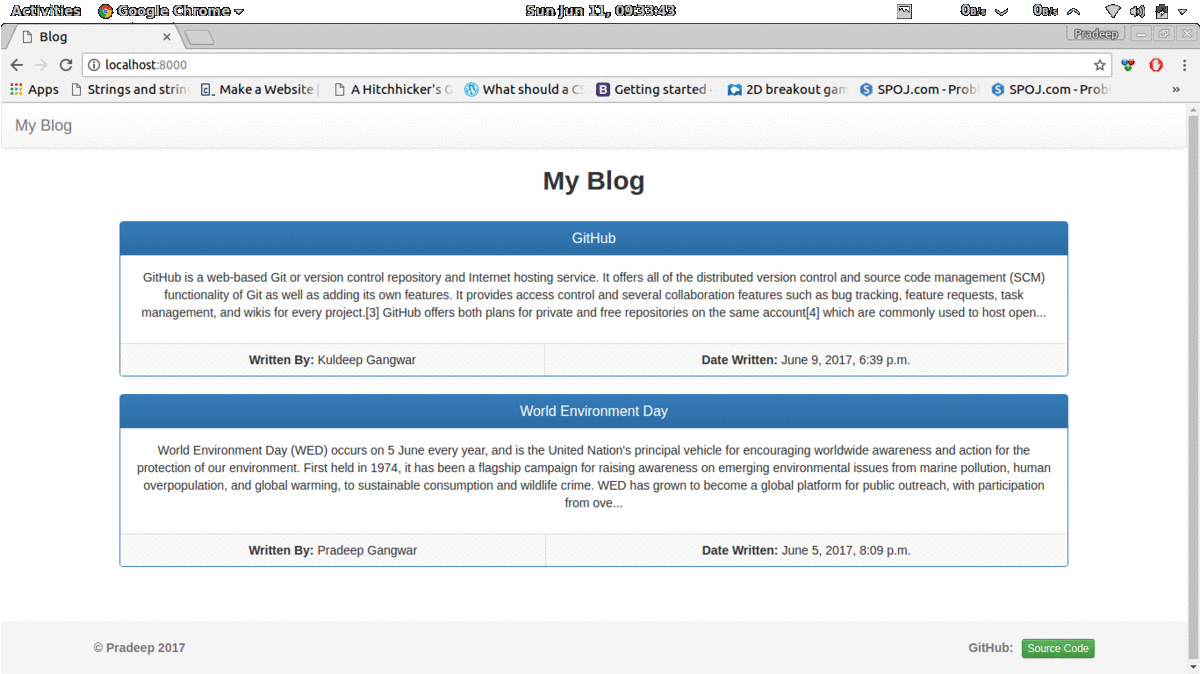 Activities Google Chrome Sun Jun 11, 09:33:43 0B/s 0B/s
Blog Pradeep
localhost:8000
Apps Strings and strin A Make a Website A Hitchhicker's G What should a CS Getting started - 2D breakout gam SPOJ.com - Probl SPOJ.com - Probl »
My Blog
My Blog
GitHub
GitHub is a web-based Git or version control repository and Internet hosting service. It offers all of the distributed version control and source code management (SCM)
functionality of Git as well as adding its own features. It provides access control and several collaboration features such as bug tracking, feature requests, task
management, and wikis for every project.[3] GitHub offers both plans for private and free repositories on the same account[4] which are commonly used to host open...
Written By: Kuldeep Gangwar Date Written: June 9, 2017, 6:39 p.m.
World Environment Day
World Environment Day (WED) occurs on 5 June every year, and is the United Nation's principal vehicle for encouraging worldwide awareness and action for the
protection of our environment. First held in 1974, it has been a flagship campaign for raising awareness on emerging environmental issues from marine pollution, human
overpopulation, and global warming, to sustainable consumption and wildlife crime. WED has grown to become a global platform for public outreach, with participation
from ove...
Written By: Pradeep Gangwar Date Written: June 5, 2017, 8:09 p.m.
© Pradeep 2017 GitHub: Source Code